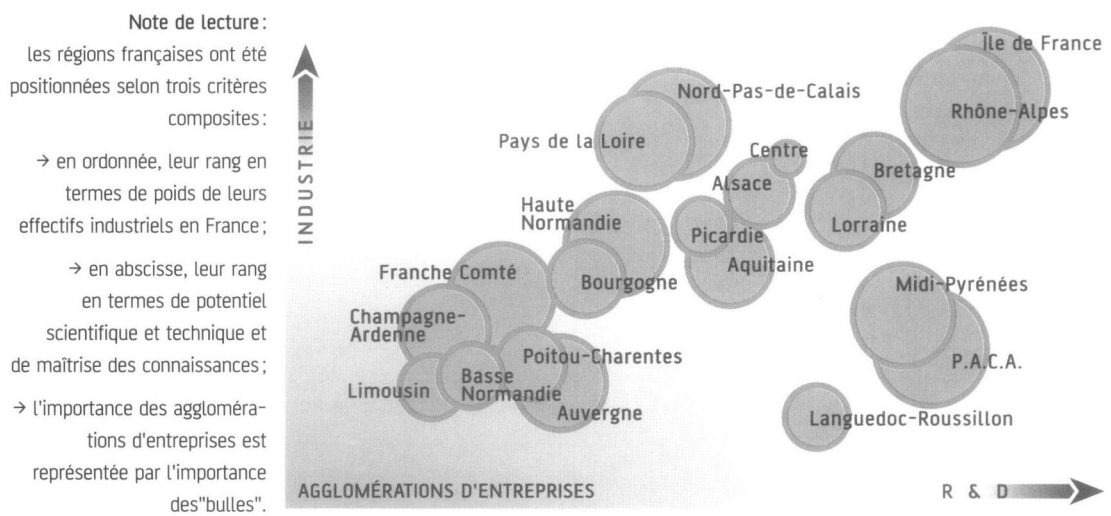 Note de lecture :
les régions françaises ont été
positionnées selon trois critères
composites :
→ en ordonnée, leur rang en
termes de poids de leurs
effectifs industriels en France ;
→ en abscisse, leur rang
en termes de potentiel
scientifique et technique et
de maîtrise des connaissances ;
→ l'importance des aggloméra-
tions d'entreprises est
représentée par l'importance
des"bulles".
INDUSTRIE
Île de France
Nord-Pas-de-Calais
Rhône-Alpes
Pays de la Loire
Centre
Bretagne
Alsace
Haute
Normandie
Picardie
Lorraine
Aquitaine
Franche Comté
Bourgogne
Midi-Pyrénées
Champagne-
Ardenne
Poitou-Charentes
P.A.C.A.
Limousin
Basse
Normandie
Auvergne
Languedoc-Roussillon
AGGLOMÉRATIONS D'ENTREPRISES
R & D